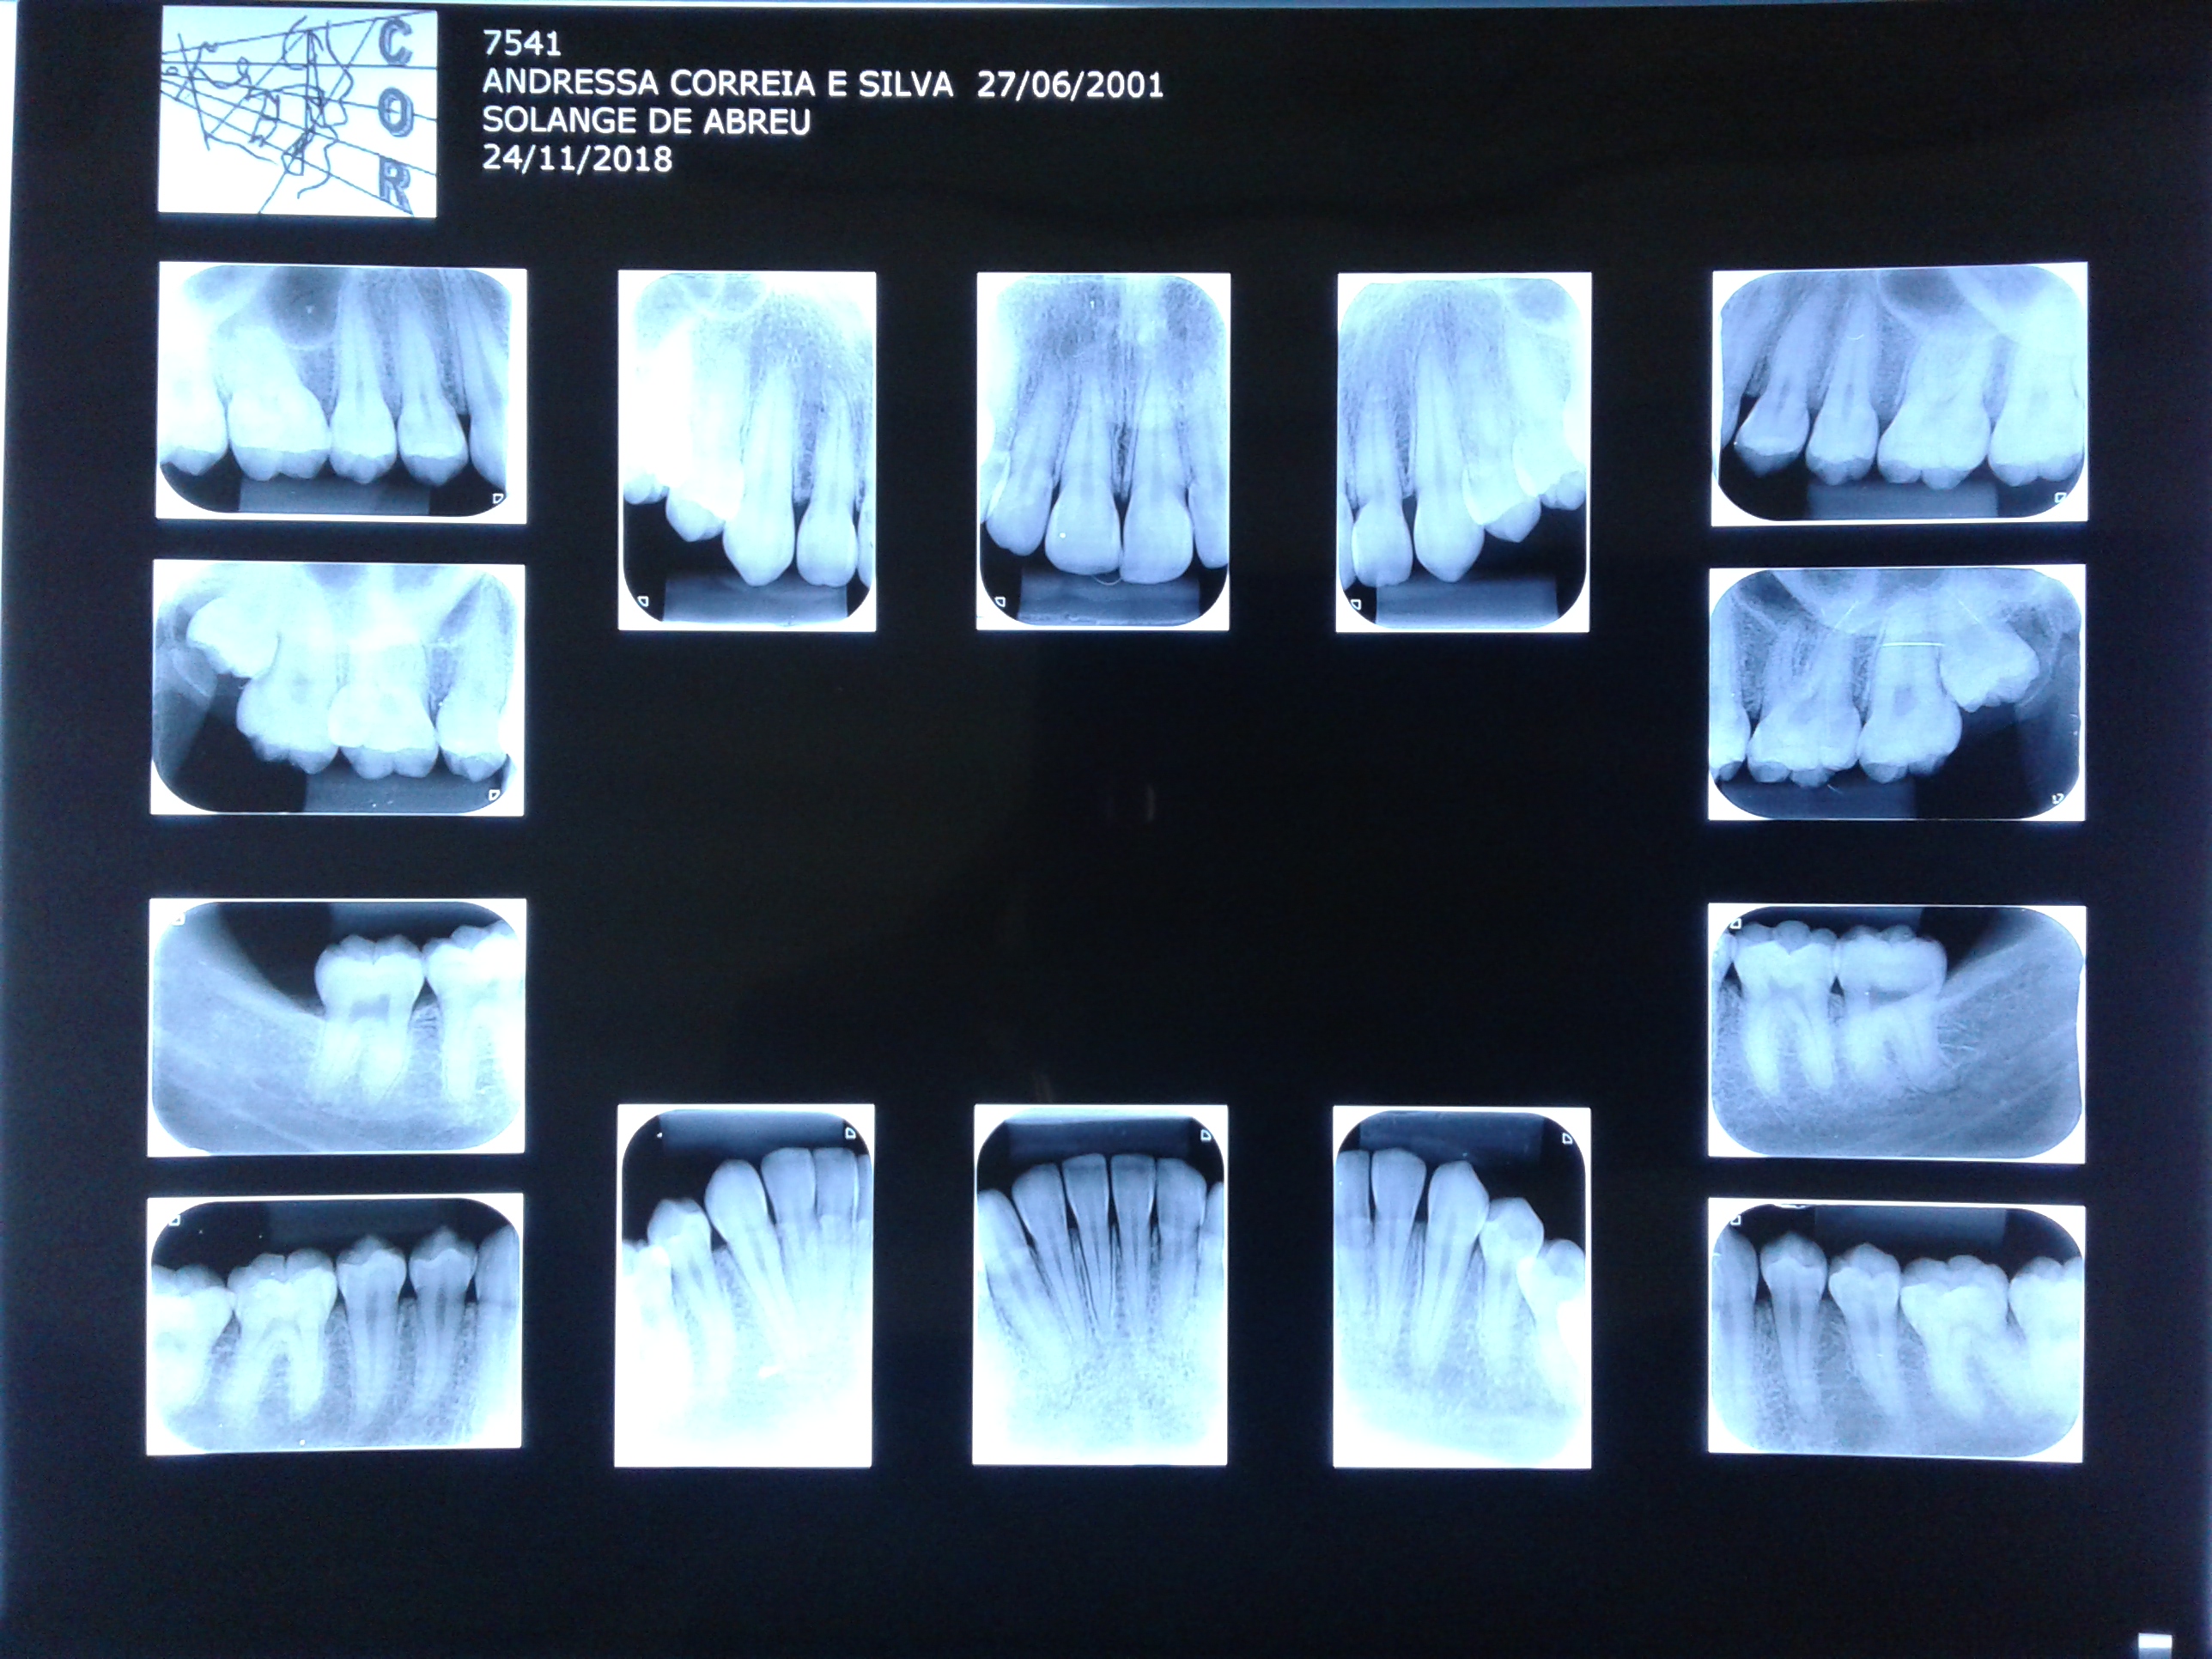 C
O
R
7541
ANDRESSA CORREIA E SILVA 27/06/2001
SOLANGE DE ABREU
24/11/2018